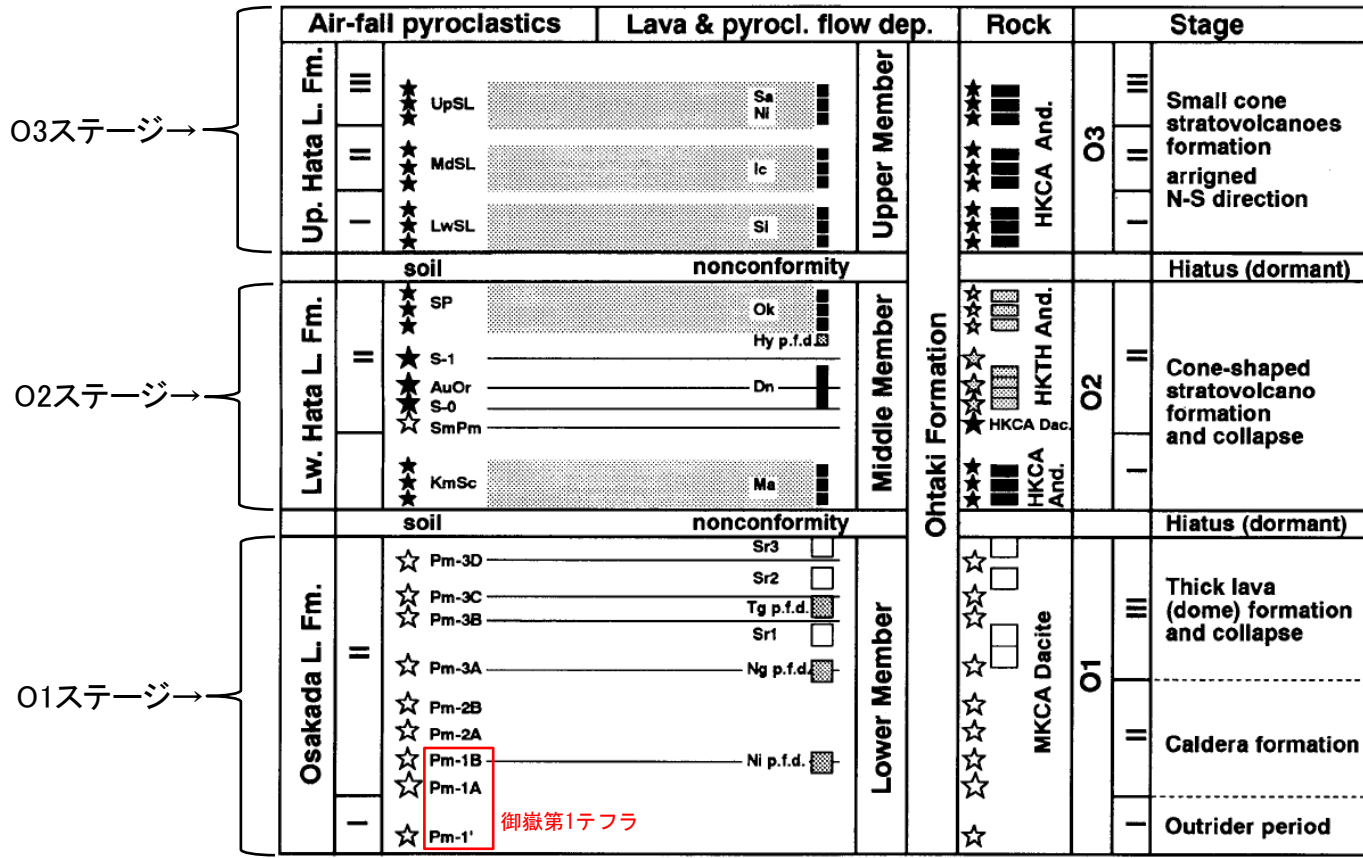 Air-fall pyroclastics
Lava & pyrocl. flow dep.
Rock
Stage
O3ステージ→
Up. Hata L. Fm.
III
II
I
UpSL
MdSL
LwSL
Sa
Ni
Ic
Si
Upper Member
HKCA And.
O3
III
II
I
Small cone
stratovolcanoes
formation
arrigned
N-S direction
soil
nonconformity
Hiatus (dormant)
O2ステージ→
Lw. Hata L. Fm.
II
SP
S-1
AuOr
S-0
SmPm
KmSc
Ok
Hy p.f.d.
Dn
Ma
Middle Member
Ohtaki Formation
HKTH And.
HKCA Dac.
HKCA
And.
O2
II
I
Cone-shaped
stratovolcano
formation
and collapse
soil
nonconformity
Hiatus (dormant)
O1ステージ→
Osakada L. Fm.
II
I
Pm-3D
Pm-3C
Pm-3B
Pm-3A
Pm-2B
Pm-2A
Pm-1B
Pm-1A
Pm-1'
御嶽第1テフラ
Sr3
Sr2
Tg p.f.d.
Sr1
Ng p.f.d.
Ni p.f.d.
Lower Member
MKCA Dacite
O1
III
II
I
Thick lava
(dome) formation
and collapse
Caldera formation
Outrider period